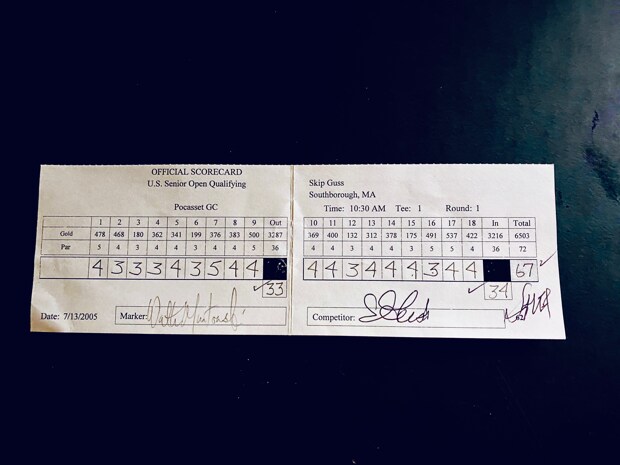 OFFICIAL SCORECARD
U.S. Senior Open Qualifying
Pocasset GC
1 2 3 4 5 6 7 8 9 Out
Gold 478 468 180 362 341 199 376 383 500 3287
Par 5 4 3 4 4 3 4 4 5 36
4 3 3 3 4 3 5 4 4
33
Date: 7/13/2005 Marker:
Skip Guss
Southborough, MA
Time: 10:30 AM Tee: 1 Round: 1
10 11 12 13 14 15 16 17 18 In Total
369 400 132 312 378 175 491 537 422 3216 6503
4 4 3 4 4 3 5 5 4 36 72
4 4 3 4 4 4 3 4 4 67
34
Competitor: